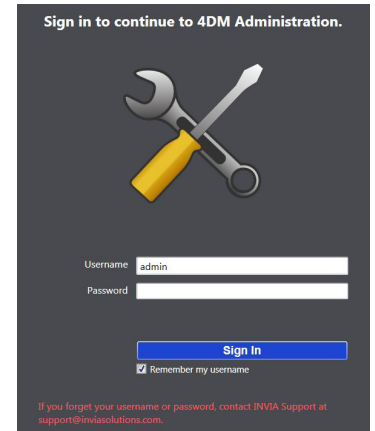 Sign in to continue to 4DM Administration.
Username admin
Password
Sign In
Remember my username
If you forget your username or password, contact INVIA Support at
support@inviasolutions.com.